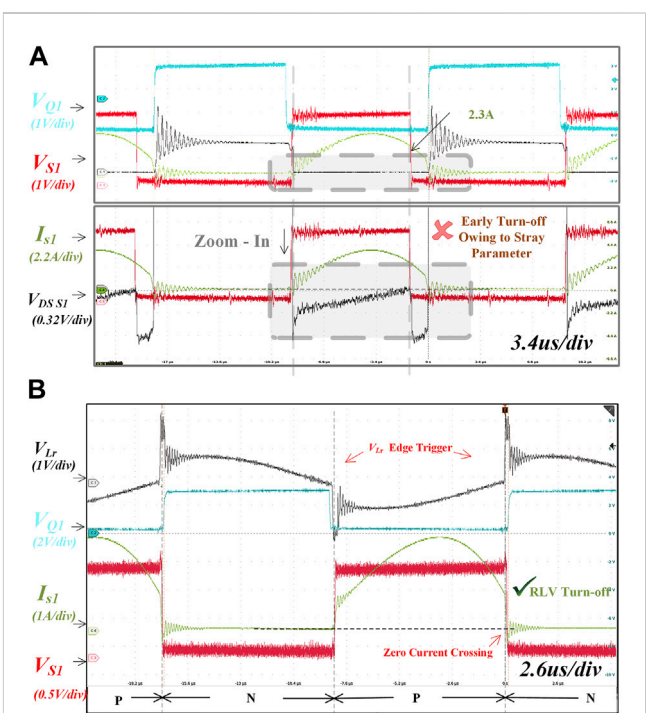 A
V_Q1
(1V/div)
2.3A
V_S1
(1V/div)
I_s1
(2.2A/div)
Zoom - In
Early Turn-off
Owing to Stray
Parameter
V_DS S1
(0.32V/div)
3.4us/div
B
V_Lr
(1V/div)
V_Lr Edge Trigger
V_Q1
(2V/div)
I_s1
(1A/div)
RLV Turn-off
Zero Current Crossing
V_S1
(0.5V/div)
2.6us/div
P N P N